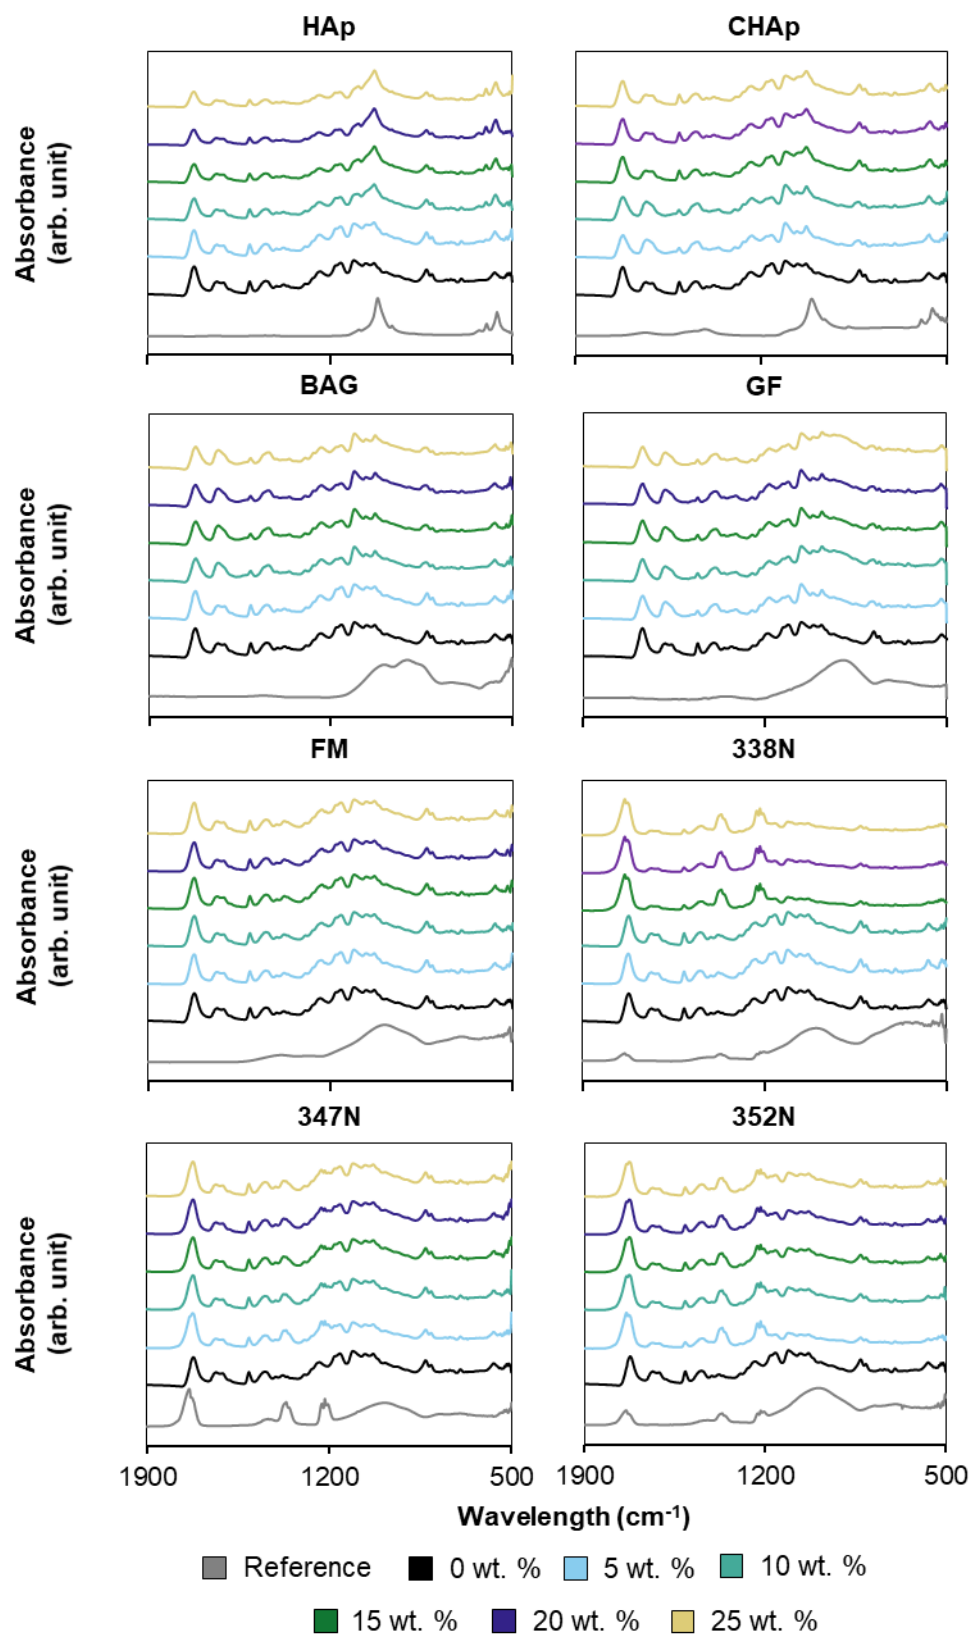 HAp
CHAp
Absorbance
(arb. unit)
BAG
GF
Absorbance
(arb. unit)
FM
338N
Absorbance
(arb. unit)
347N
352N
Absorbance
(arb. unit)
1900 1200 500 1900 1200 500
Wavelength (cm⁻¹)
Reference 0 wt. % 5 wt. % 10 wt. %
15 wt. % 20 wt. % 25 wt. %